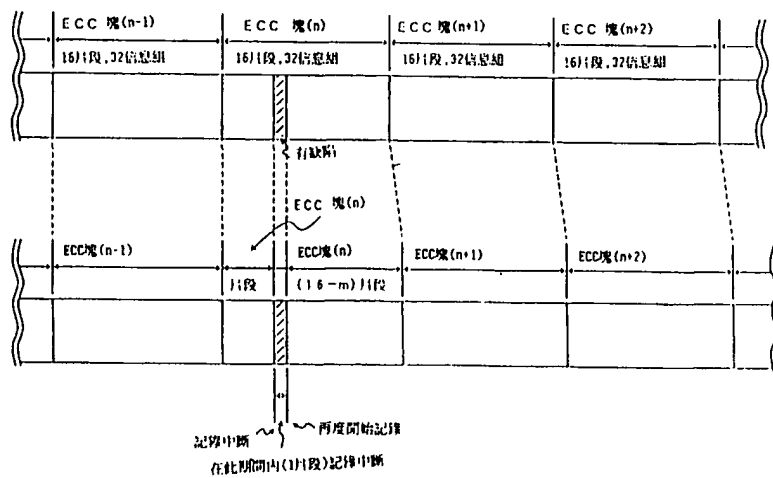 ECC 塊(n-1) ECC 塊(n) ECC 塊(n+1) ECC 塊(n+2)
16片段,32信息組 16片段,32信息組 16片段,32信息組 16片段,32信息組
有缺陷
ECC 塊(n)
ECC塊(n-1) ECC塊(n) ECC塊(n+1) ECC塊(n+2)
片段 (16-m)片段
記錄中断 再度開始記錄
在此期間内(1片段)記錄中断